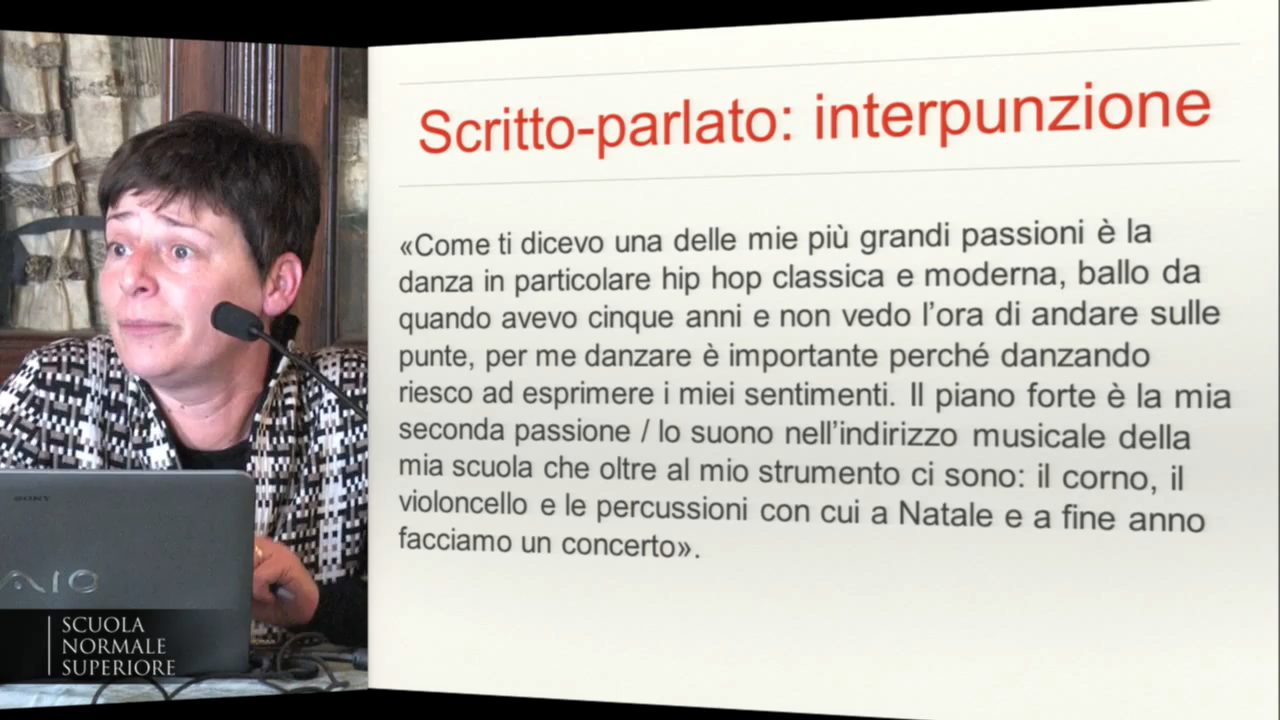 Scritto-parlato: interpunzione
«Come ti dicevo una delle mie più grandi passioni è la
danza in particolare hip hop classica e moderna, ballo da
quando avevo cinque anni e non vedo l'ora di andare sulle
punte, per me danzare è importante perché danzando
riesco ad esprimere i miei sentimenti. Il piano forte è la mia
seconda passione / lo suono nell'indirizzo musicale della
mia scuola che oltre al mio strumento ci sono: il corno, il
violoncello e le percussioni con cui a Natale e a fine anno
facciamo un concerto».
SONY
VAIO
SCUOLA
NORMALE
SUPERIORE